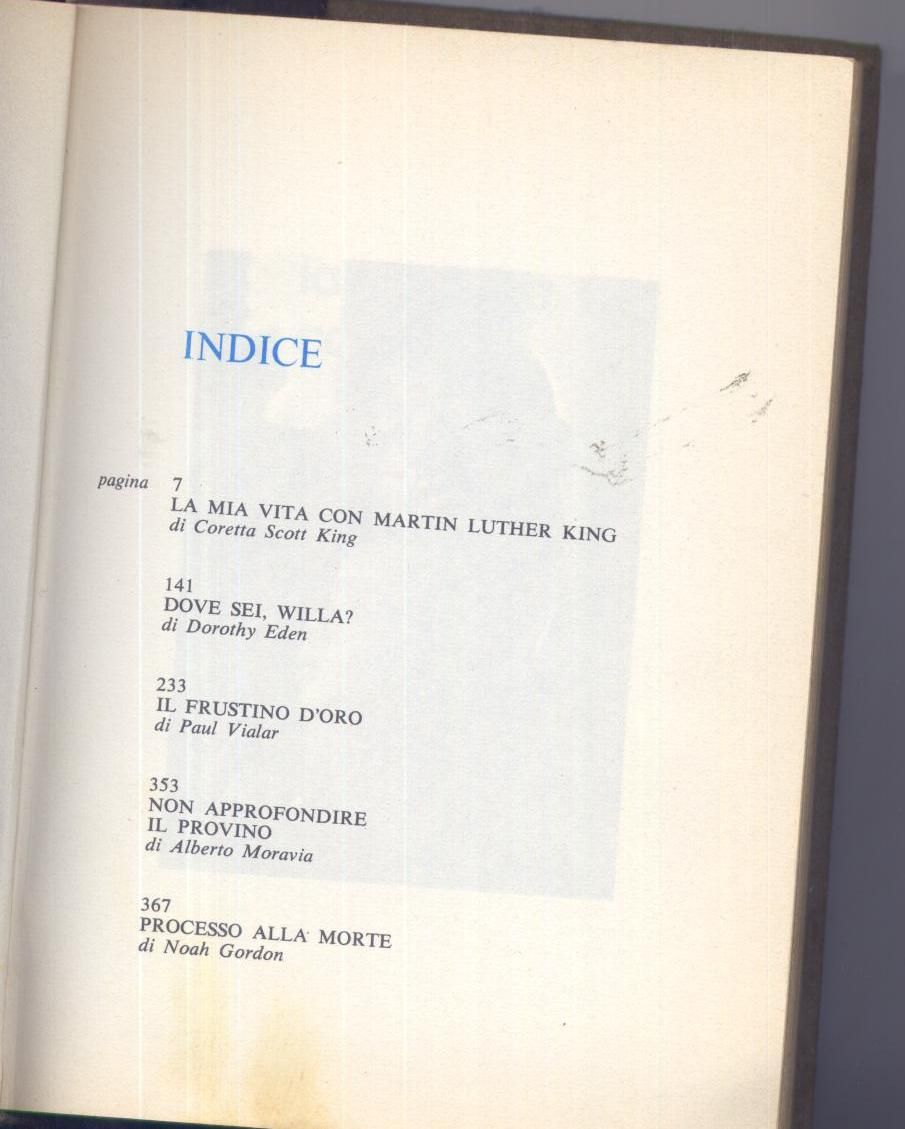 INDICE
pagina 7
LA MIA VITA CON MARTIN LUTHER KING
di Coretta Scott King
141
DOVE SEI, WILLA?
di Dorothy Eden
233
IL FRUSTINO D'ORO
di Paul Vialar
353
NON APPROFONDIRE
IL PROVINO
di Alberto Moravia
367
PROCESSO ALLA MORTE
di Noah Gordon